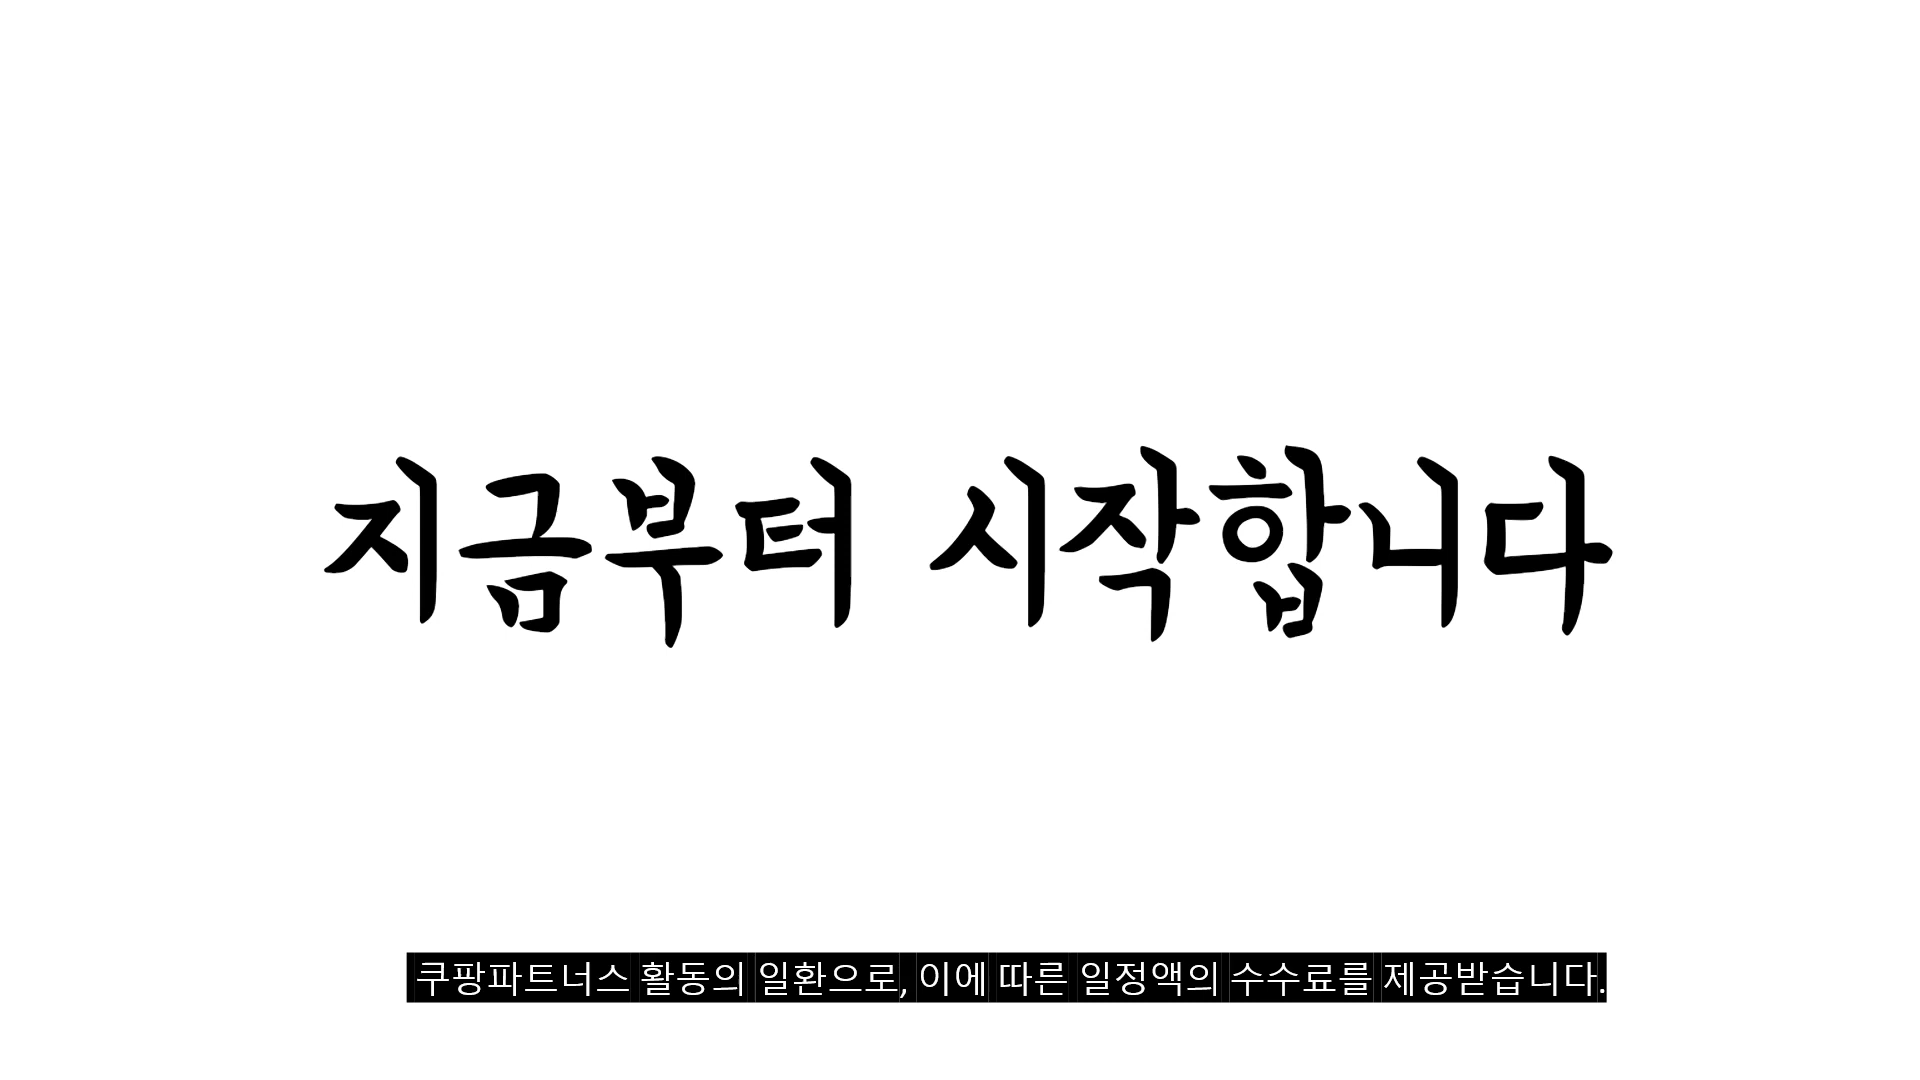 지금부터 시작합니다
쿠팡파트너스 활동의 일환으로, 이에 따른 일정액의 수수료를 제공받습니다.